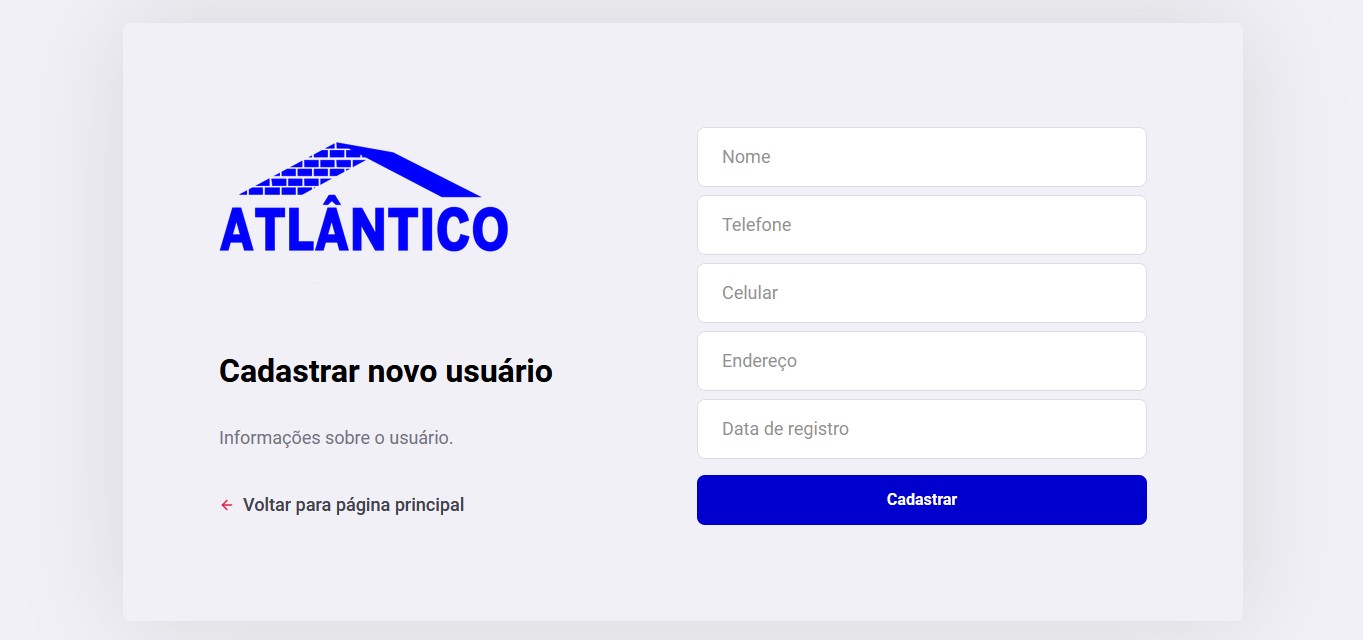 ATLÂNTICO
Cadastrar novo usuário
Informações sobre o usuário.
Voltar para página principal
Nome
Telefone
Celular
Endereço
Data de registro
Cadastrar